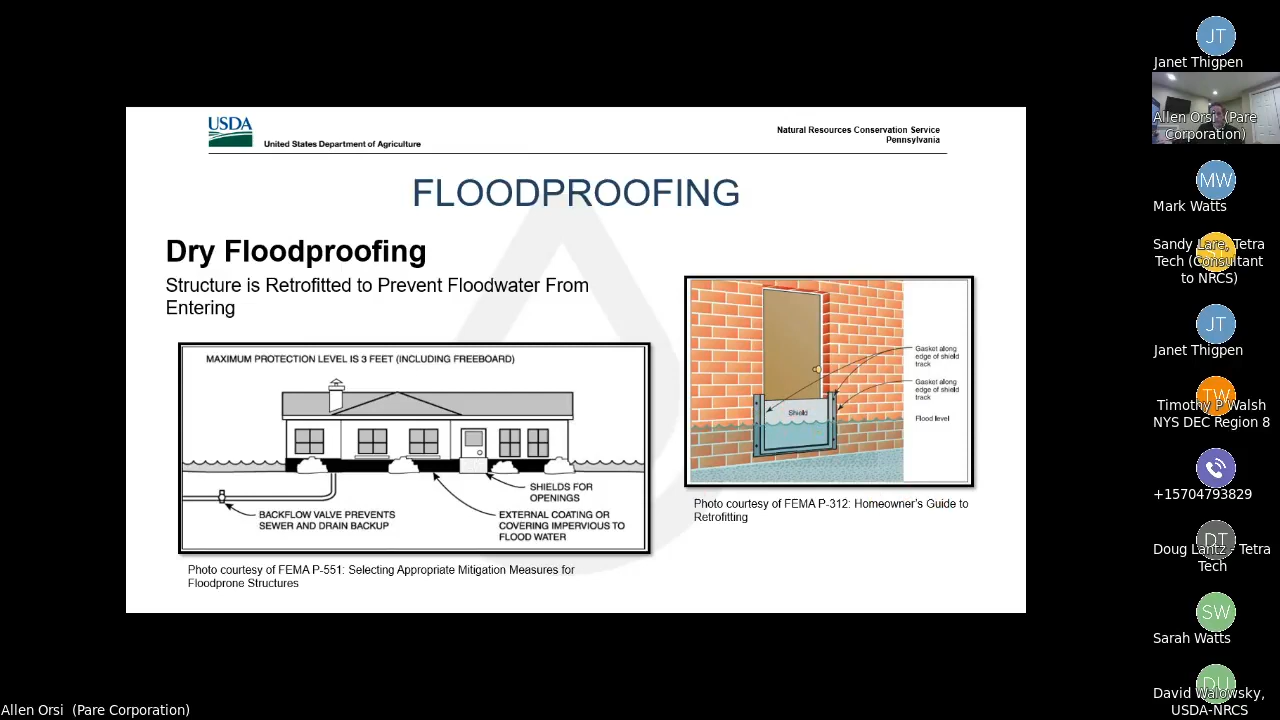 USDA
United States Department of Agriculture
Natural Resources Conservation Service
Pennsylvania
FLOODPROOFING
Dry Floodproofing
Structure is Retrofitted to Prevent Floodwater From
Entering
MAXIMUM PROTECTION LEVEL IS 3 FEET (INCLUDING FREEBOARD)
SHIELDS FOR
OPENINGS
BACKFLOW VALVE PREVENTS
SEWER AND DRAIN BACKUP
EXTERNAL COATING OR
COVERING IMPERVIOUS TO
FLOOD WATER
Photo courtesy of FEMA P-551: Selecting Appropriate Mitigation Measures for
Floodprone Structures
Gasket along
edge of shield
track
Gasket along
edge of shield
track
Shield
Flood level
Photo courtesy of FEMA P-312: Homeowner's Guide to
Retrofitting
JT
Janet Thigpen
Allen Orsi (Pare
Corporation)
MW
Mark Watts
Sandy Lare, Tetra
Tech (Consultant
to NRCS)
JT
Janet Thigpen
TW
Timothy P Walsh
NYS DEC Region 8
+15704793829
DT
Doug Lantz - Tetra
Tech
SW
Sarah Watts
DU
David Walowsky,
USDA-NRCS
Allen Orsi (Pare Corporation)